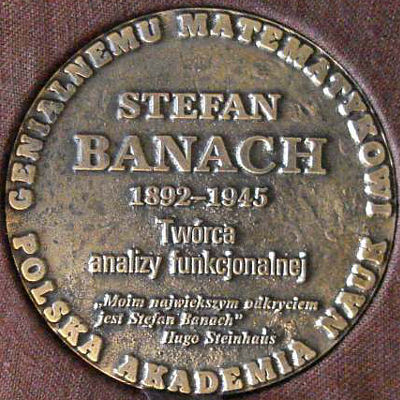 GENIALNEMU MATEMATYKOWI
STEFAN
BANACH
1892–1945
Twórca
analizy funkcjonalnej
„Moim największym odkryciem
jest Stefan Banach”
Hugo Steinhaus
POLSKA AKADEMIA NAUK